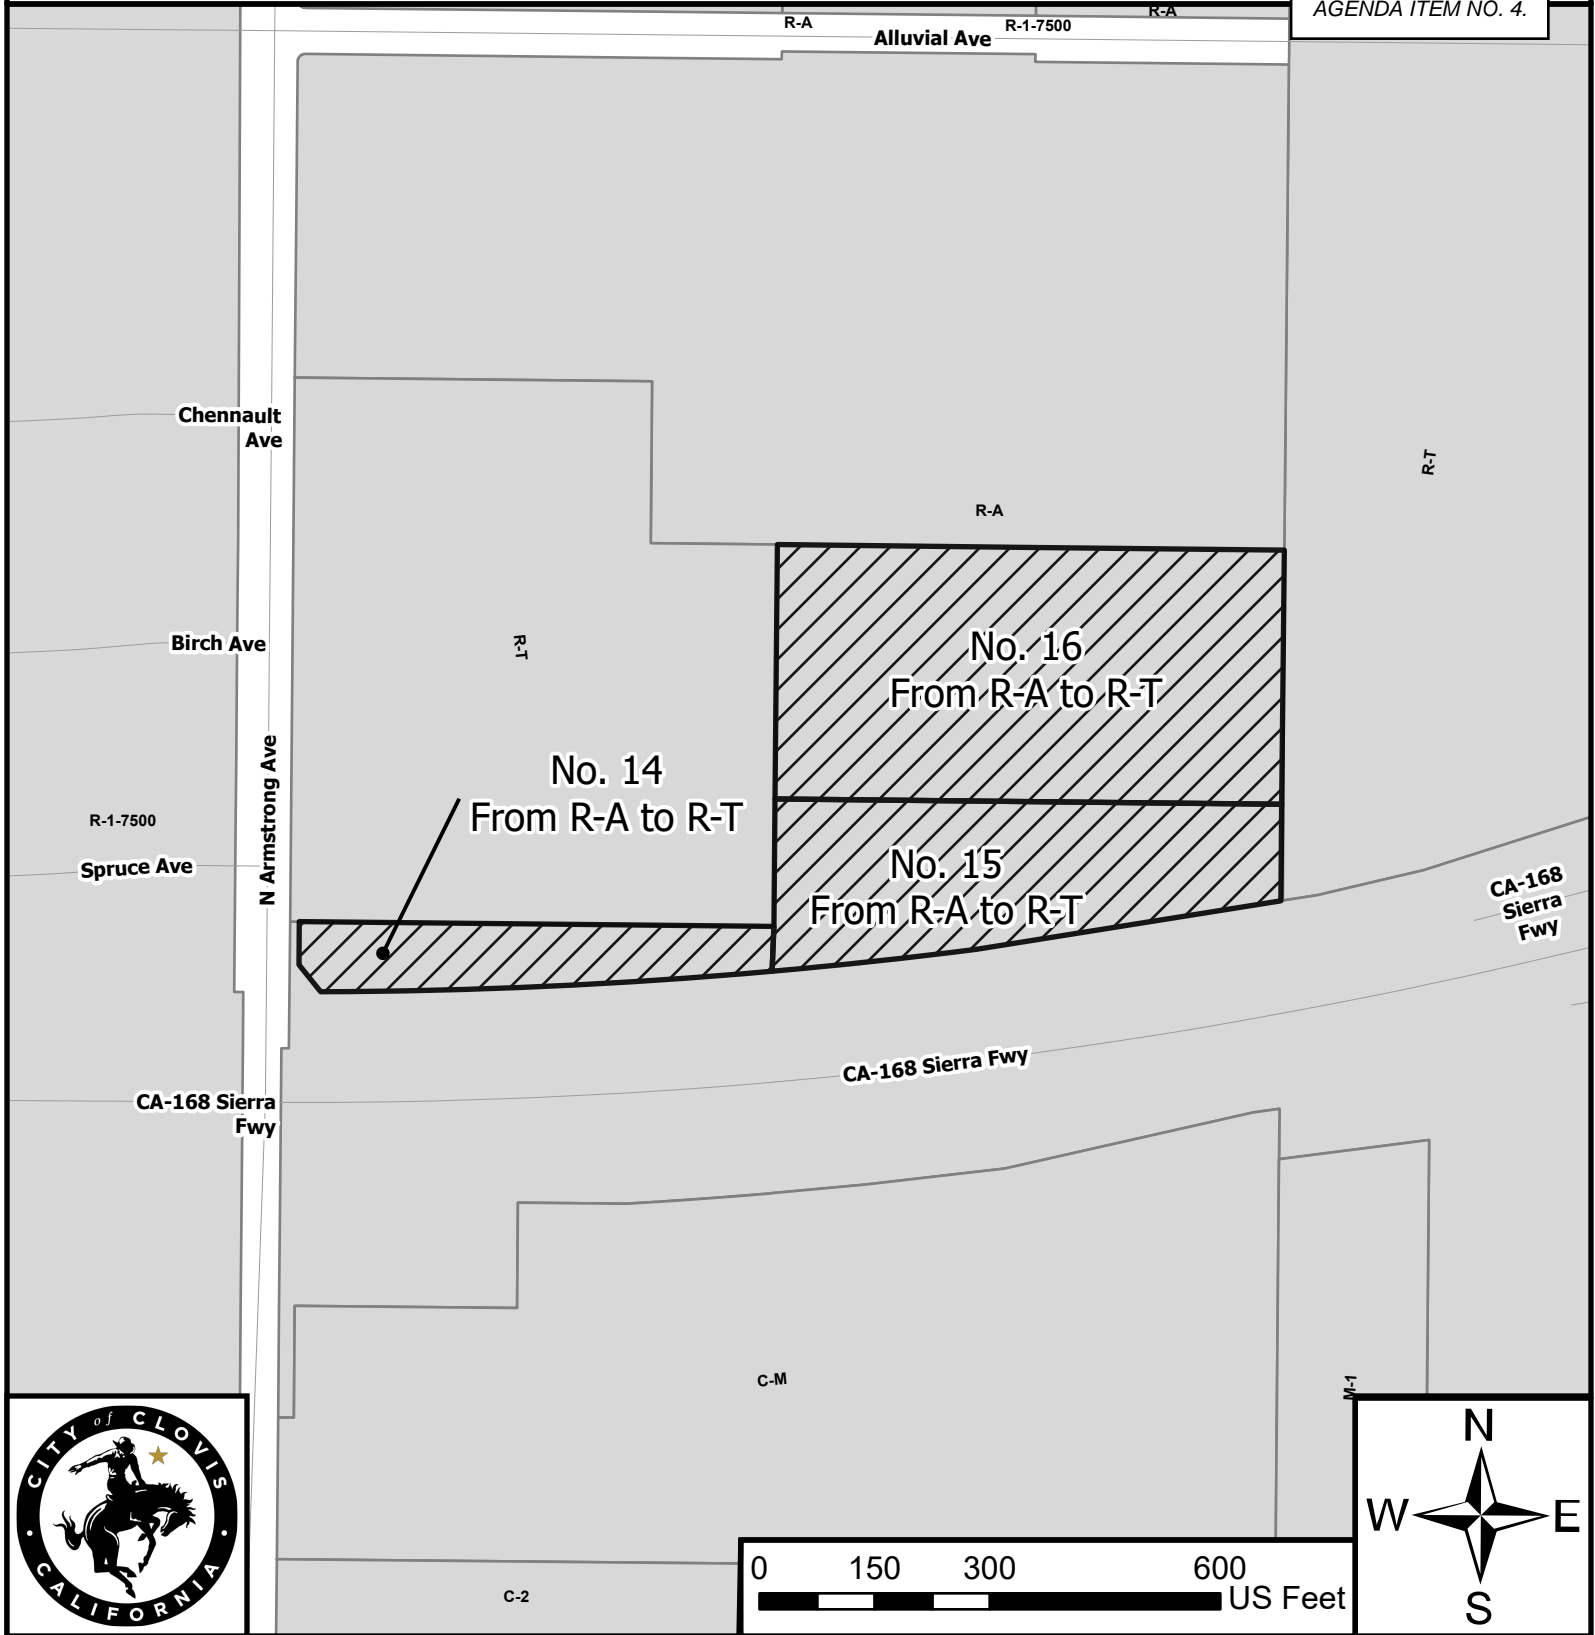 AGENDA ITEM NO. 4.
R-A
R-A
R-1-7500
Alluvial Ave
Chennault
Ave
R-T
R-A
Birch Ave
R-T
No. 16
From R-A to R-T
No. 14
From R-A to R-T
N Armstrong Ave
R-1-7500
Spruce Ave
No. 15
From R-A to R-T
CA-168
Sierra
Fwy
CA-168 Sierra Fwy
CA-168 Sierra
Fwy
C-M
M-1
CITY of CLOVIS
CALIFORNIA
C-2
0 150 300 600
US Feet
N
W E
S